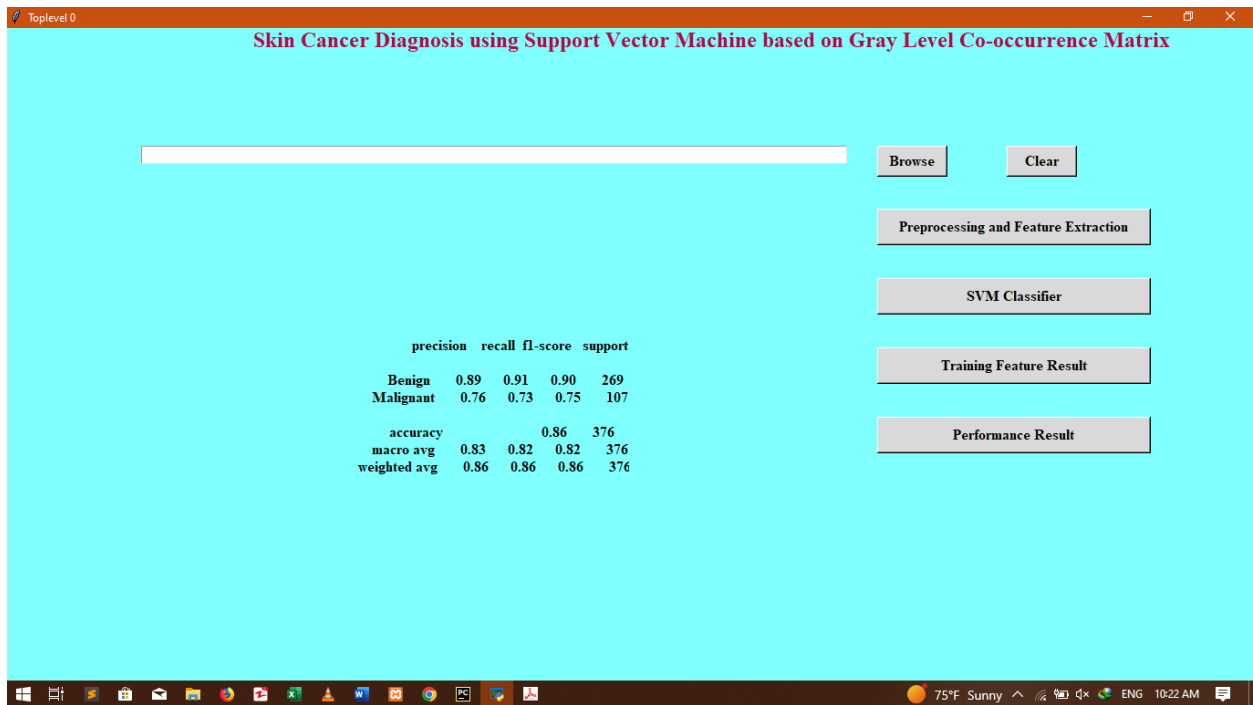 Toplevel 0
Skin Cancer Diagnosis using Support Vector Machine based on Gray Level Co-occurrence Matrix
Browse Clear
Preprocessing and Feature Extraction
SVM Classifier
precision recall f1-score support
Training Feature Result
Benign 0.89 0.91 0.90 269
Malignant 0.76 0.73 0.75 107
accuracy 0.86 376
Performance Result
macro avg 0.83 0.82 0.82 376
weighted avg 0.86 0.86 0.86 376
75°F Sunny ENG 10:22 AM